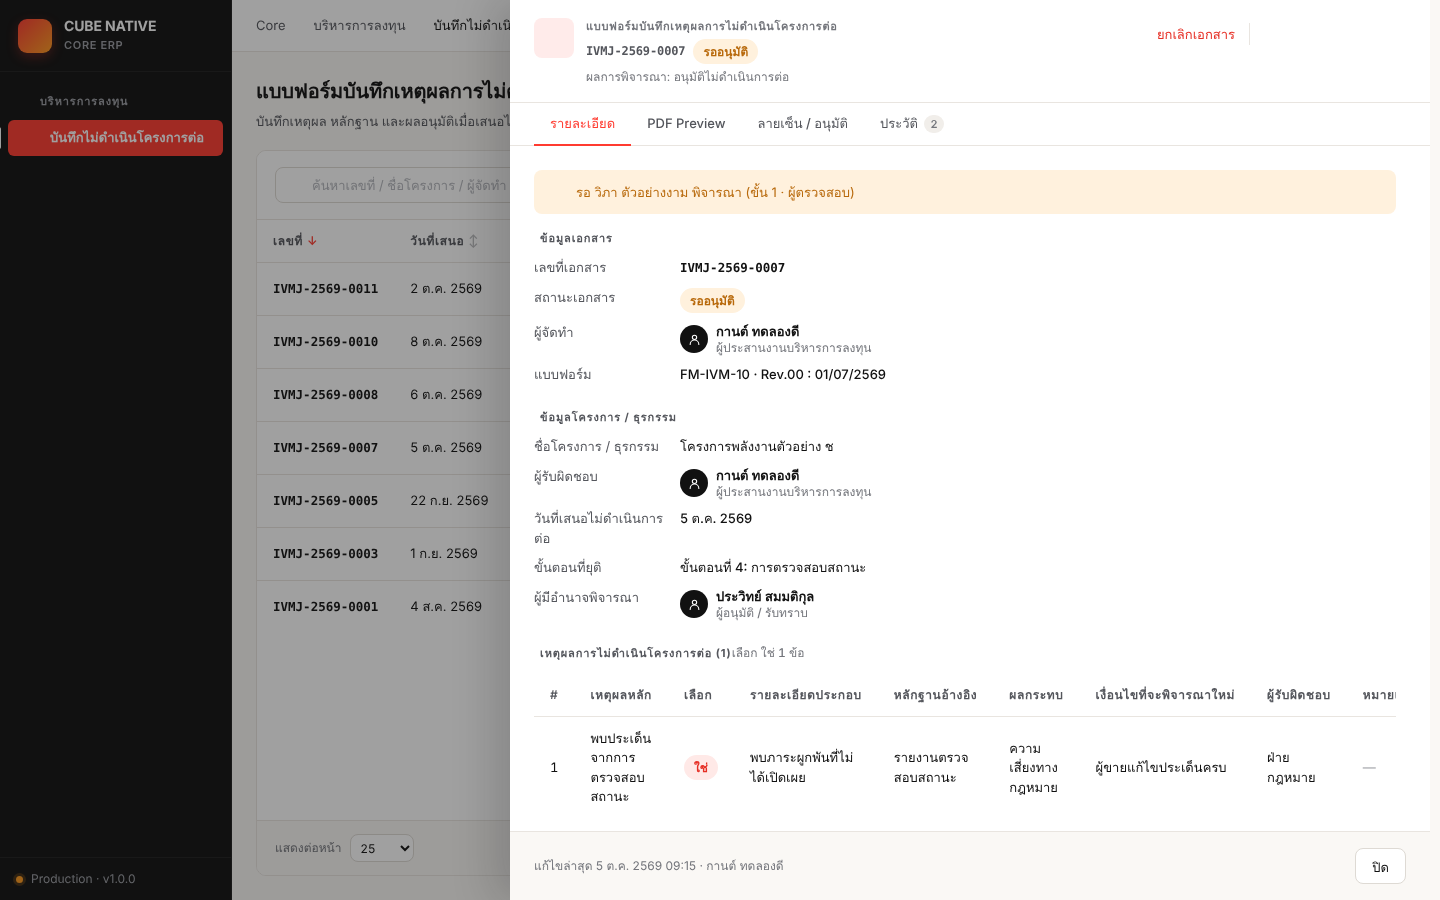 CUBE NATIVE
CORE ERP
บริหารการลงทุน
บันทึกไม่ดำเนินโครงการต่อ
Production · v1.0.0
Core
บริหารการลงทุน
บันทึกไม่ดำเนิ
แบบฟอร์มบันทึกเหตุผลการไม่
บันทึกเหตุผล หลักฐาน และผลอนุมัติเมื่อเสนอไ
ค้นหาเลขที่ / ชื่อโครงการ / ผู้จัดทำ
เลขที่ วันที่เสนอ
IVMJ-2569-0011 2 ต.ค. 2569
IVMJ-2569-0010 8 ต.ค. 2569
IVMJ-2569-0008 6 ต.ค. 2569
IVMJ-2569-0007 5 ต.ค. 2569
IVMJ-2569-0005 22 ก.ย. 2569
IVMJ-2569-0003 1 ก.ย. 2569
IVMJ-2569-0001 4 ส.ค. 2569
แสดงต่อหน้า 25
แบบฟอร์มบันทึกเหตุผลการไม่ดำเนินโครงการต่อ
IVMJ-2569-0007 รออนุมัติ
ผลการพิจารณา: อนุมัติไม่ดำเนินการต่อ
ยกเลิกเอกสาร
รายละเอียด PDF Preview ลายเซ็น / อนุมัติ ประวัติ 2
รอ วิภา ตัวอย่างงาม พิจารณา (ขั้น 1 · ผู้ตรวจสอบ)
ข้อมูลเอกสาร
เลขที่เอกสาร IVMJ-2569-0007
สถานะเอกสาร รออนุมัติ
ผู้จัดทำ กานต์ ทดลองดี
ผู้ประสานงานบริหารการลงทุน
แบบฟอร์ม FM-IVM-10 · Rev.00 : 01/07/2569
ข้อมูลโครงการ / ธุรกรรม
ชื่อโครงการ / ธุรกรรม โครงการพลังงานตัวอย่าง ช
ผู้รับผิดชอบ กานต์ ทดลองดี
ผู้ประสานงานบริหารการลงทุน
วันที่เสนอไม่ดำเนินการ 5 ต.ค. 2569
ต่อ
ขั้นตอนที่ยุติ ขั้นตอนที่ 4: การตรวจสอบสถานะ
ผู้มีอำนาจพิจารณา ประวิทย์ สมมติกุล
ผู้อนุมัติ / รับทราบ
เหตุผลการไม่ดำเนินโครงการต่อ (1) เลือก ใช่ 1 ข้อ
# เหตุผลหลัก เลือก รายละเอียดประกอบ หลักฐานอ้างอิง ผลกระทบ เงื่อนไขที่จะพิจารณาใหม่ ผู้รับผิดชอบ หมายเ
พบประเด็น
จากการ
ตรวจสอบ
สถานะ
1
ใช่
พบภาระผูกพันที่ไม่
ได้เปิดเผย
รายงานตรวจ
สอบสถานะ
ความ
เสี่ยงทาง
กฎหมาย
ผู้ขายแก้ไขประเด็นครบ
ฝ่าย
กฎหมาย
—
แก้ไขล่าสุด 5 ต.ค. 2569 09:15 · กานต์ ทดลองดี
ปิด